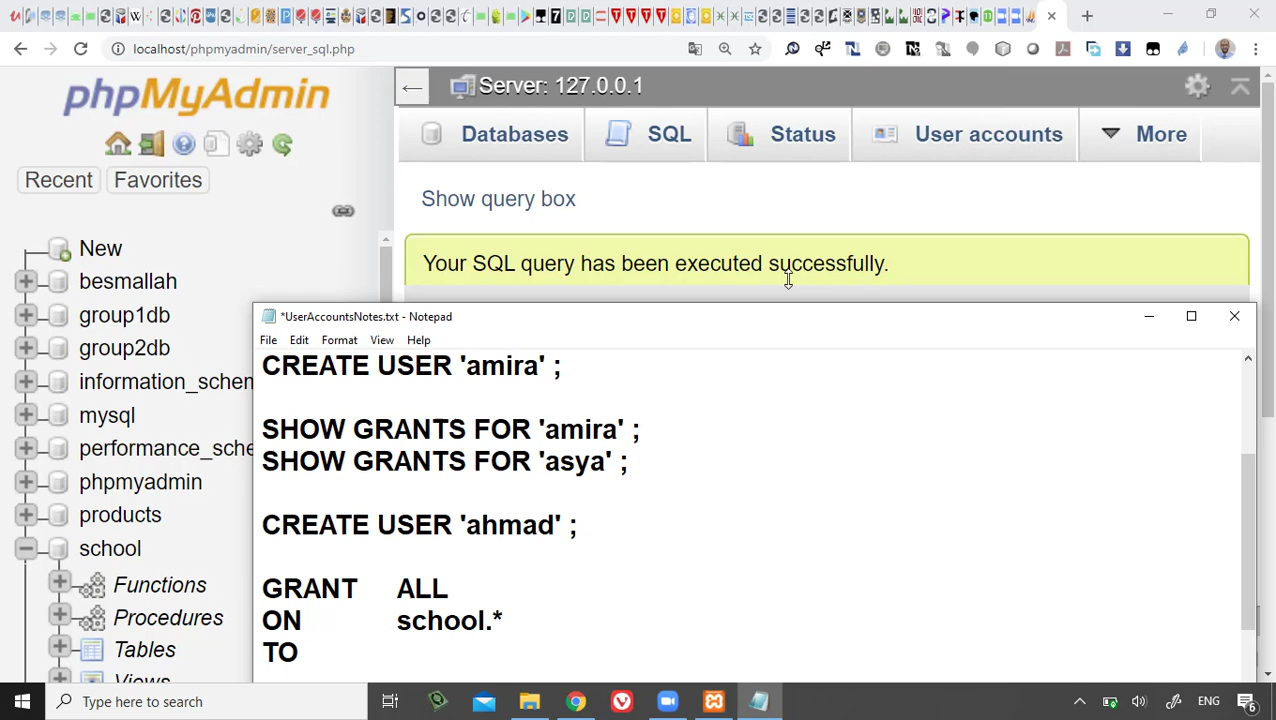 localhost/phpmyadmin/server_sql.php
phpMyAdmin
Recent
Favorites
New
besmallah
group1db
group2db
information_schen
mysql
performance_sche
phpmyadmin
products
school
Functions
Procedures
Tables
Views
Server: 127.0.0.1
Databases
SQL
Status
User accounts
More
Show query box
Your SQL query has been executed successfully.
*UserAccountsNotes.txt - Notepad
File Edit Format View Help
CREATE USER 'amira' ;
SHOW GRANTS FOR 'amira' ;
SHOW GRANTS FOR 'asya' ;
CREATE USER 'ahmad' ;
GRANT ALL
ON school.*
TO
Type here to search
ENG
6